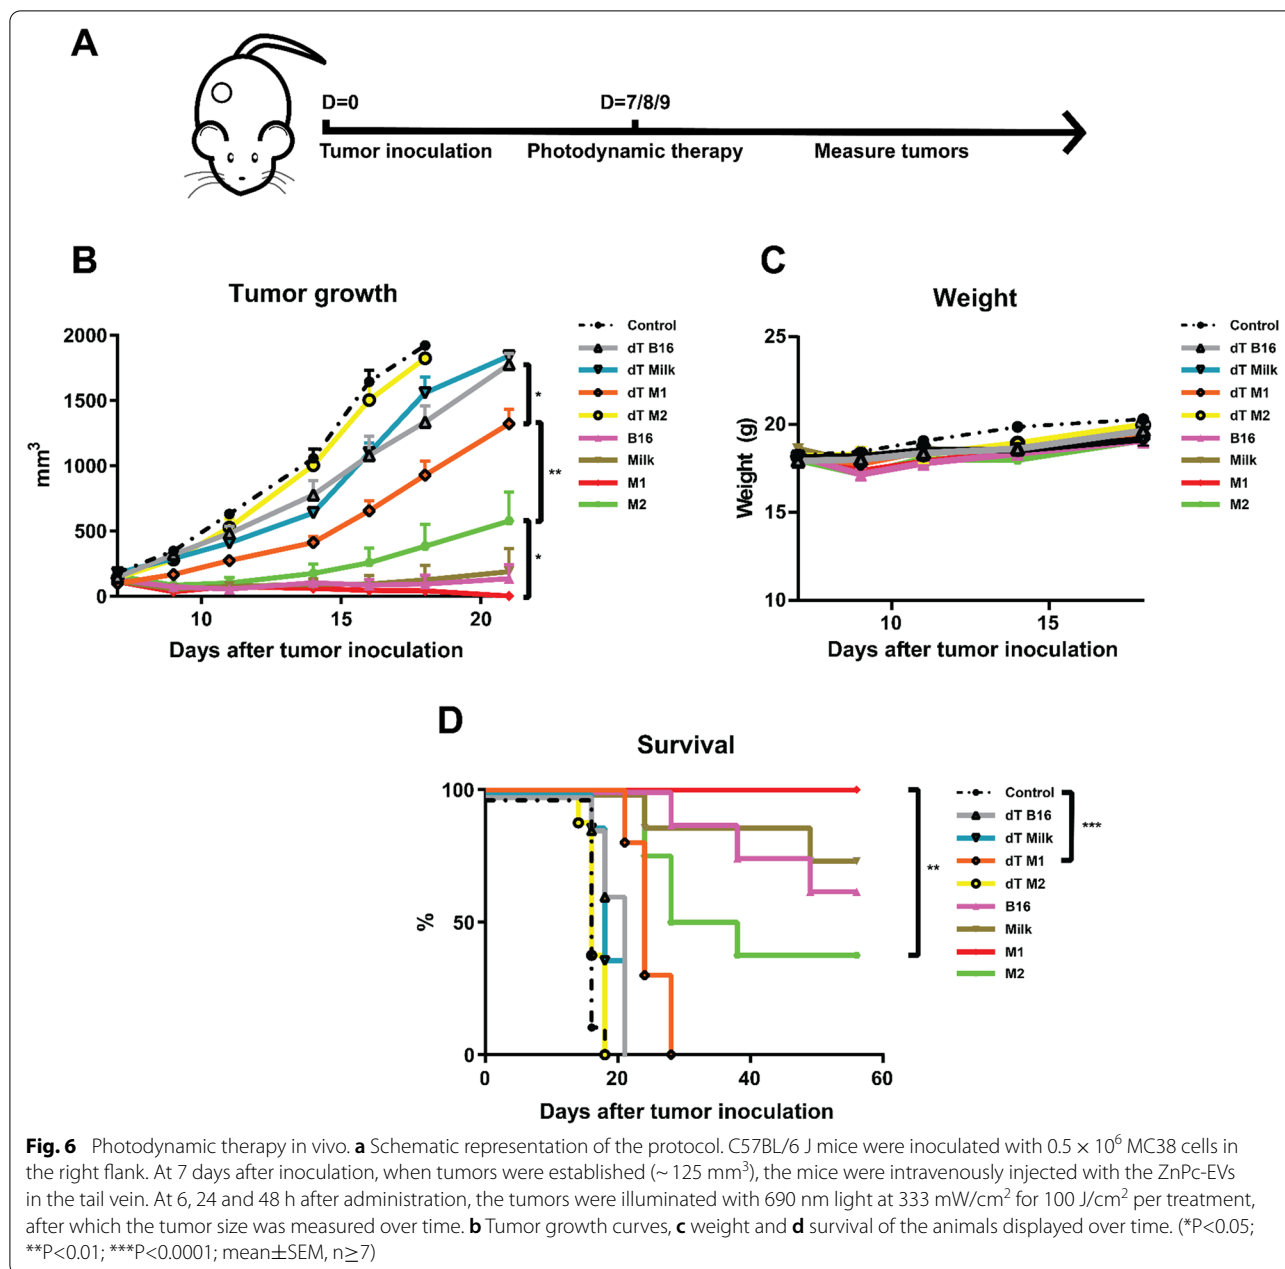 A
D=0
D=7/8/9
Tumor inoculation
Photodynamic therapy
Measure tumors
B
Tumor growth
2000
1500
1000
500
0
mm³
10
15
20
Days after tumor inoculation
Control
dT B16
dT Milk
dT M1
dT M2
B16
Milk
M1
M2
*
**
*
C
Weight
25
20
15
10
Weight (g)
10
15
Days after tumor inoculation
Control
dT B16
dT Milk
dT M1
dT M2
B16
Milk
M1
M2
D
Survival
100
50
0
%
0
20
40
60
Days after tumor inoculation
**
Control
dT B16
dT Milk
dT M1
dT M2
B16
Milk
M1
M2
***
Fig. 6 Photodynamic therapy in vivo. a Schematic representation of the protocol. C57BL/6 J mice were inoculated with 0.5 × 10⁶ MC38 cells in
the right flank. At 7 days after inoculation, when tumors were established (~ 125 mm³), the mice were intravenously injected with the ZnPc-EVs
in the tail vein. At 6, 24 and 48 h after administration, the tumors were illuminated with 690 nm light at 333 mW/cm² for 100 J/cm² per treatment,
after which the tumor size was measured over time. b Tumor growth curves, c weight and d survival of the animals displayed over time. (*P<0.05;
**P<0.01; ***P<0.0001; mean±SEM, n≥7)